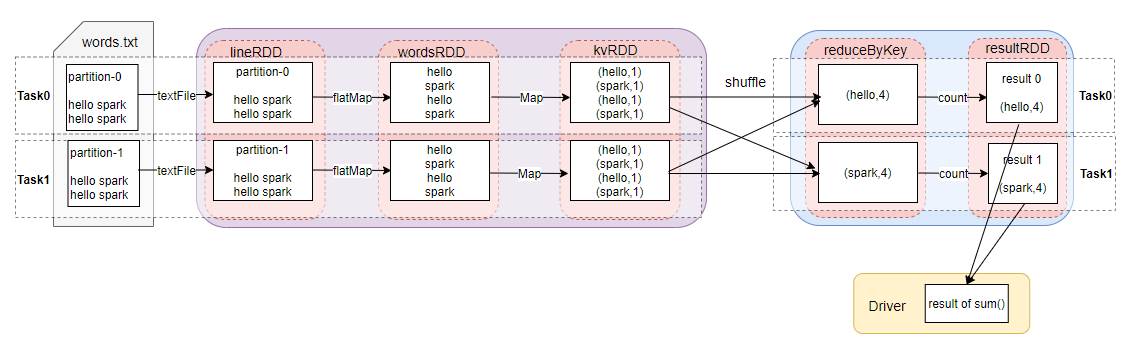 words.txt
lineRDD
wordsRDD
kvRDD
reduceByKey
resultRDD
Task0
partition-0
hello spark
hello spark
textFile
partition-0
hello spark
hello spark
flatMap
hello
spark
hello
spark
Map
(hello,1)
(spark,1)
(hello,1)
(spark,1)
shuffle
(hello,4)
count
result 0
(hello,4)
Task0
Task1
partition-1
hello spark
hello spark
textFile
partition-1
hello spark
hello spark
flatMap
hello
spark
hello
spark
Map
(hello,1)
(spark,1)
(hello,1)
(spark,1)
(spark,4)
count
result 1
(spark,4)
Task1
Driver
result of sum()